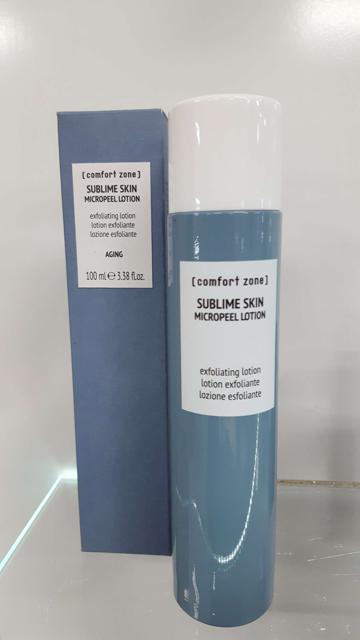 [comfort zone]
SUBLIME SKIN
MICROPEEL LOTION
exfoliating lotion
lotion exfoliante
lozione esfoliante
AGING
100 ml ℮ 3.38 fl.oz.
[comfort zone]
SUBLIME SKIN
MICROPEEL LOTION
exfoliating lotion
lotion exfoliante
lozione esfoliante